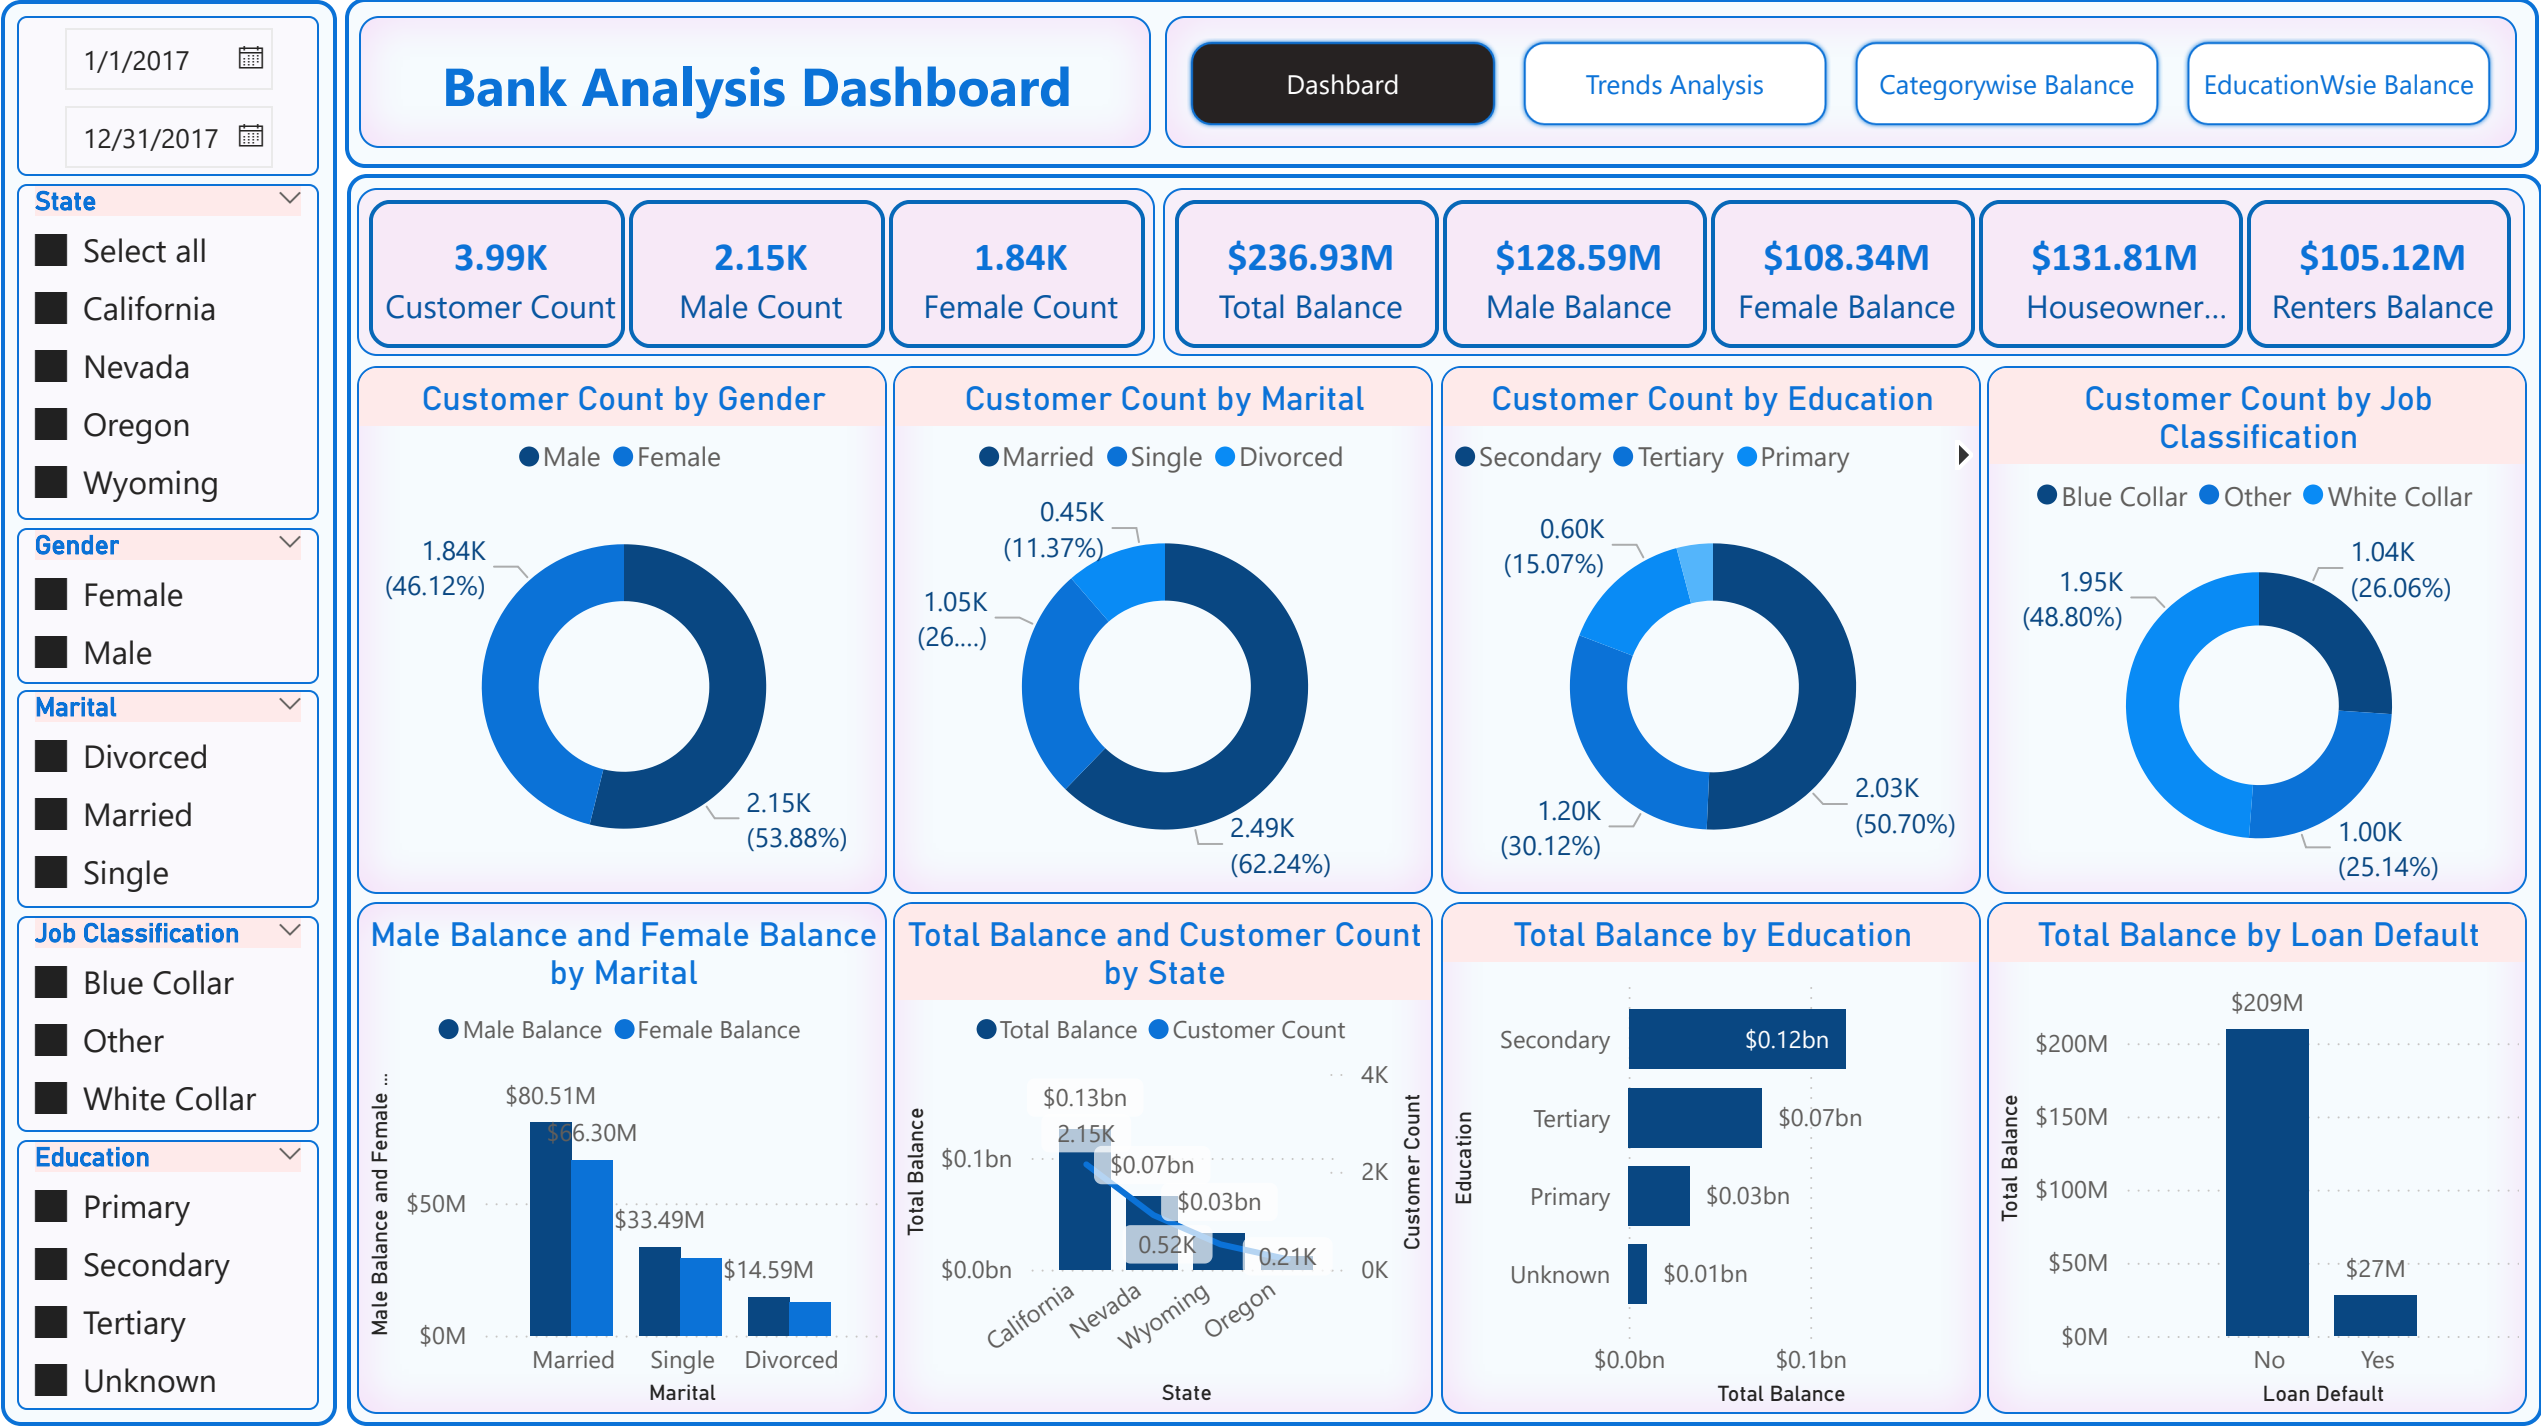 1/1/2017
12/31/2017
State
Select all
California
Nevada
Oregon
Wyoming
Gender
Female
Male
Marital
Divorced
Married
Single
Job Classification
Blue Collar
Other
White Collar
Education
Primary
Secondary
Tertiary
Unknown
Bank Analysis Dashboard
Dashbard
Trends Analysis
Categorywise Balance
EducationWsie Balance
3.99K
Customer Count
2.15K
Male Count
1.84K
Female Count
$236.93M
Total Balance
$128.59M
Male Balance
$108.34M
Female Balance
$131.81M
Houseowner...
$105.12M
Renters Balance
Customer Count by Gender
Male Female
1.84K
(46.12%)
2.15K
(53.88%)
Customer Count by Marital
Married Single Divorced
0.45K
(11.37%)
1.05K
(26....)
2.49K
(62.24%)
Customer Count by Education
Secondary Tertiary Primary
0.60K
(15.07%)
1.20K
(30.12%)
2.03K
(50.70%)
Customer Count by Job
Classification
Blue Collar Other White Collar
1.04K
(26.06%)
1.95K
(48.80%)
1.00K
(25.14%)
Male Balance and Female Balance
by Marital
Male Balance Female Balance
Male Balance and Female ...
$50M
$0M
$80.51M
$66.30M
$33.49M
$14.59M
Married Single Divorced
Marital
Total Balance and Customer Count
by State
Total Balance Customer Count
Total Balance
$0.1bn
$0.0bn
$0.13bn
2.15K
$0.07bn
$0.03bn
0.52K
0.21K
4K
2K
0K
Customer Count
California Nevada Wyoming Oregon
State
Total Balance by Education
Education
Secondary $0.12bn
Tertiary $0.07bn
Primary $0.03bn
Unknown $0.01bn
$0.0bn $0.1bn
Total Balance
Total Balance by Loan Default
Total Balance
$200M
$150M
$100M
$50M
$0M
$209M
$27M
No Yes
Loan Default